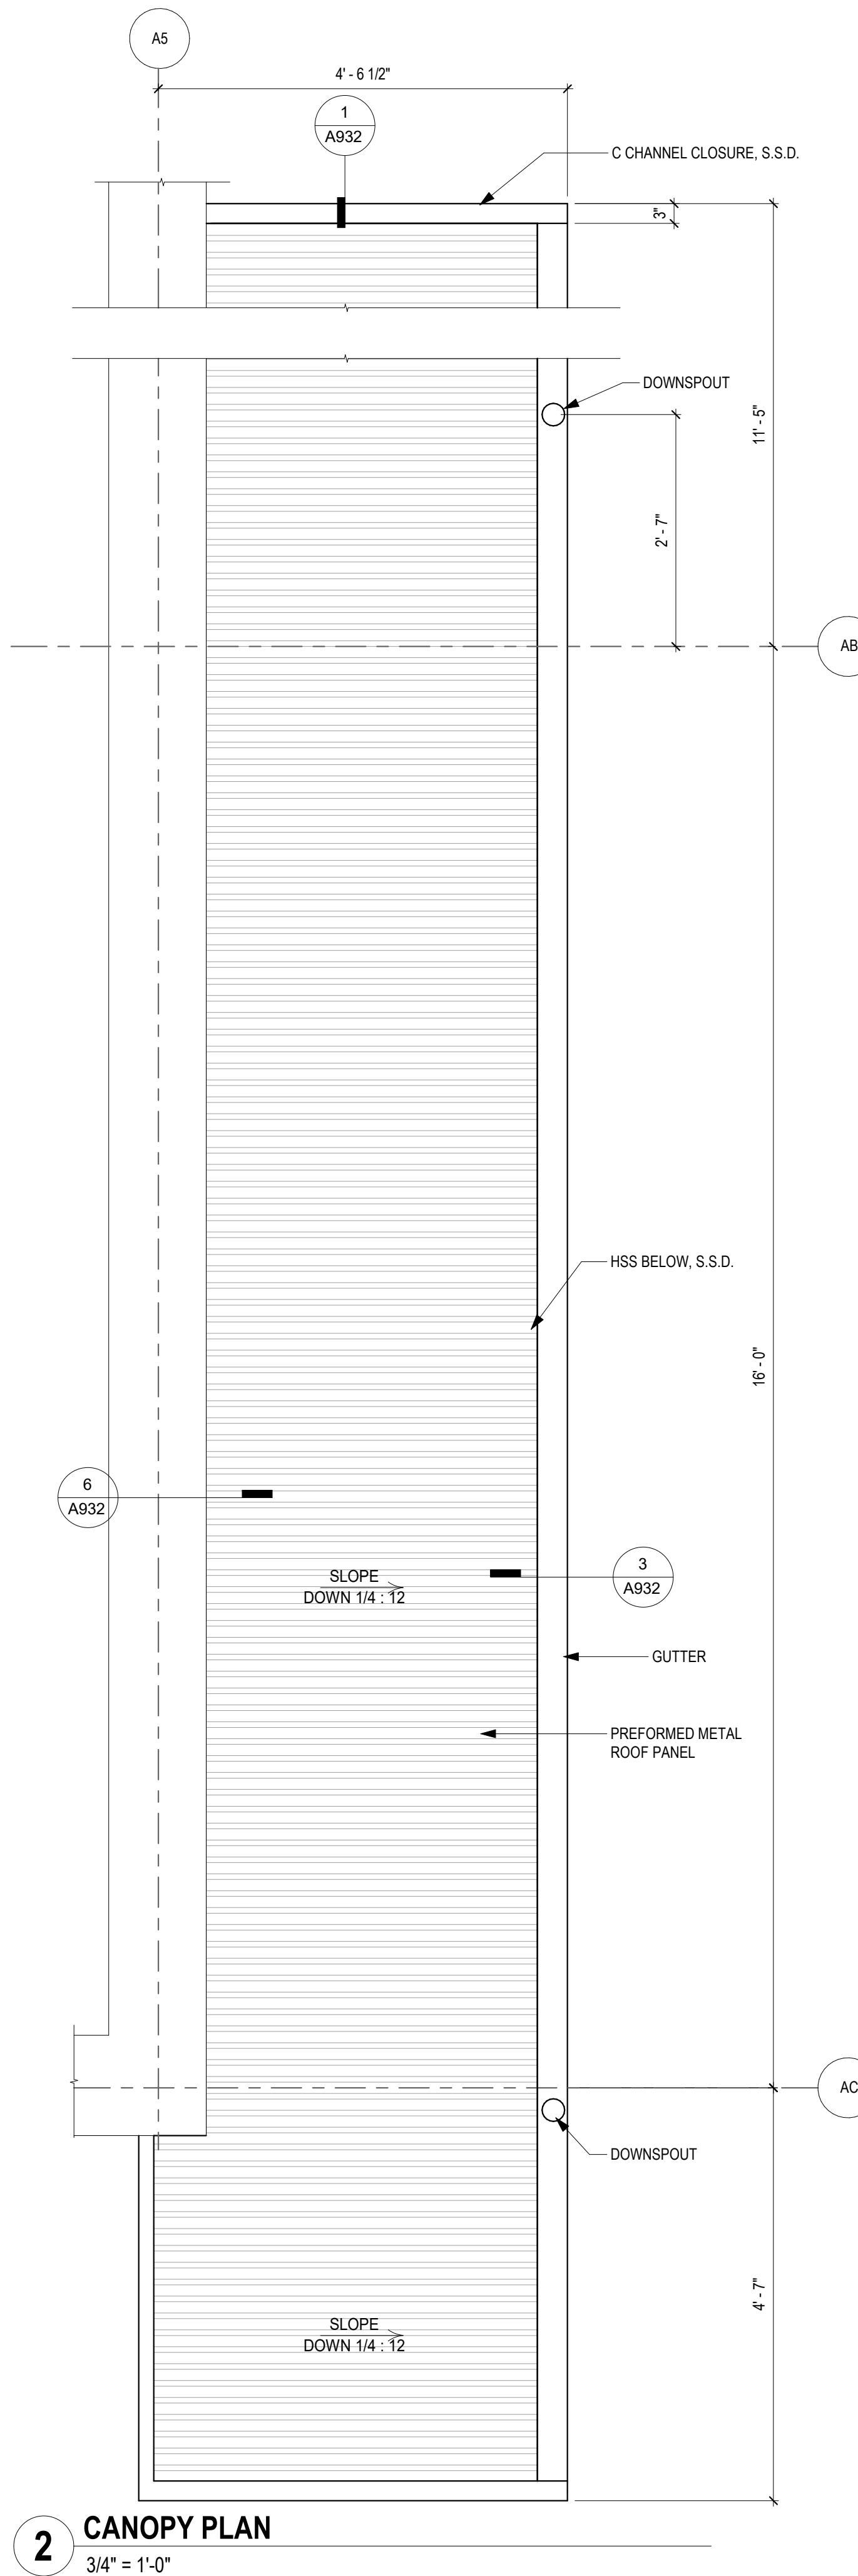 A5
4' - 6 1/2"
1
A932
C CHANNEL CLOSURE, S.S.D.
3"
DOWNSPOUT
11' - 5"
2' - 7"
AB
HSS BELOW, S.S.D.
16' - 0"
6
A932
3
A932
SLOPE
DOWN 1/4 : 12
GUTTER
PREFORMED METAL
ROOF PANEL
AC
DOWNSPOUT
4' - 7"
SLOPE
DOWN 1/4 : 12
2
CANOPY PLAN
3/4" = 1'-0"